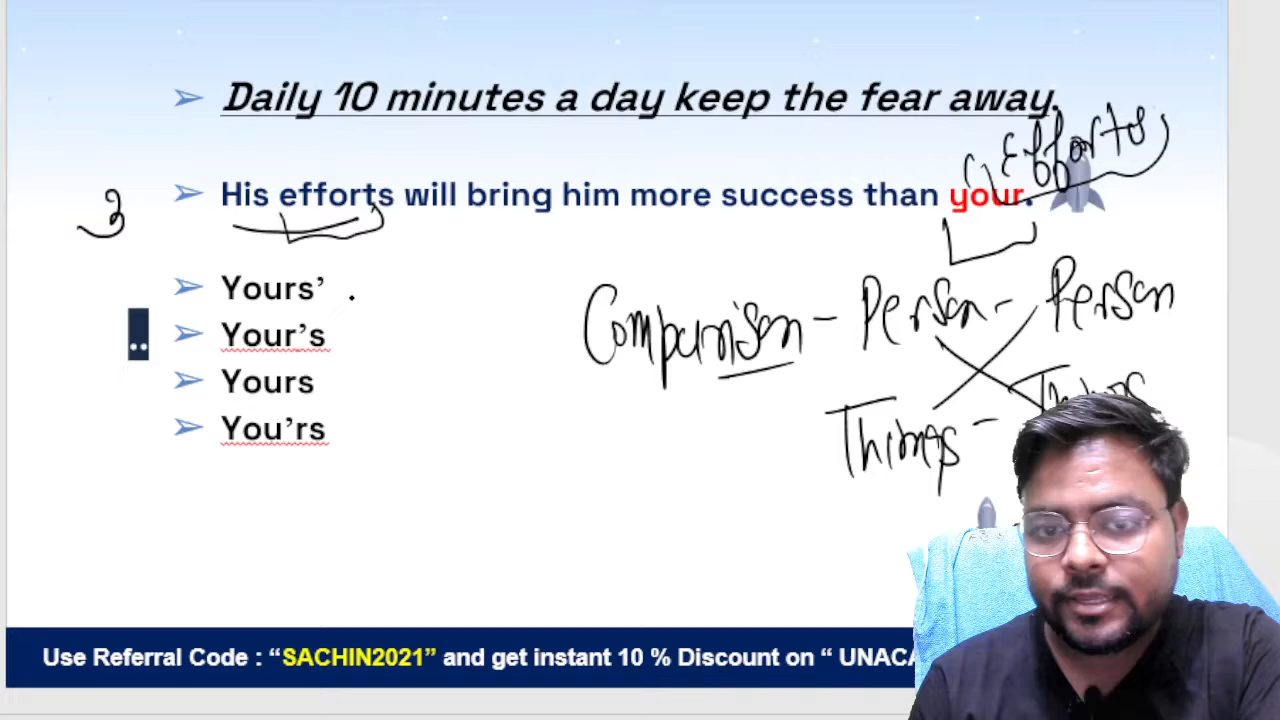 Daily 10 minutes a day keep the fear away.
Efforts
3
His efforts will bring him more success than your.
Yours’
Comparison - Person - Person
Your’s
Yours
Things -
You’rs
Use Referral Code : “SACHIN2021” and get instant 10 % Discount on “ UNACA